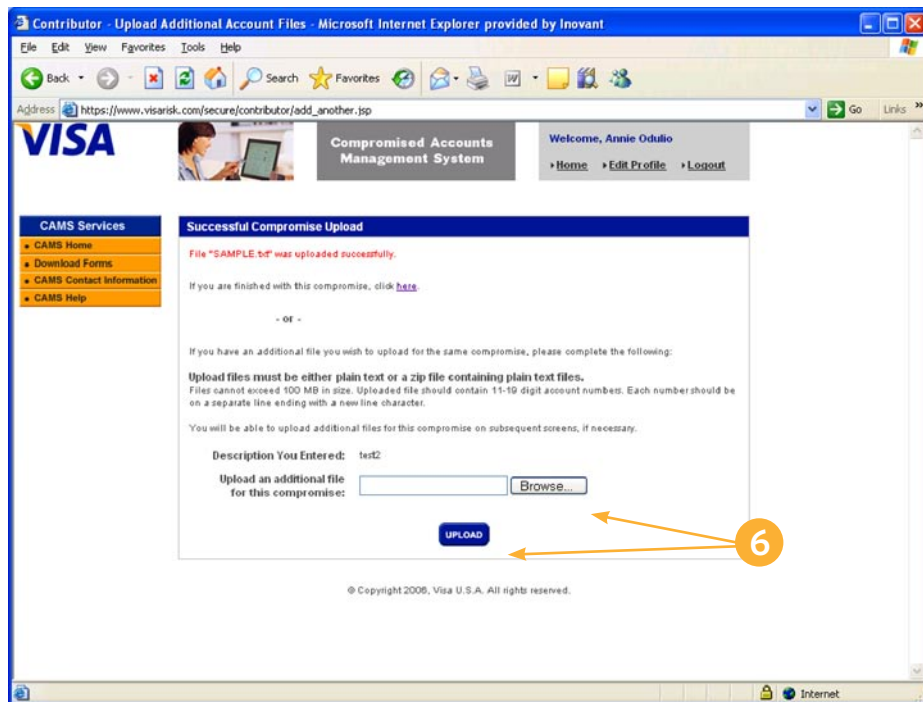 Contributor - Upload Additional Account Files - Microsoft Internet Explorer provided by Inovant
File Edit View Favorites Tools Help
Back Search Favorites
Address https://www.visarisk.com/secure/contributor/add_another.jsp Go Links »
VISA
Compromised Accounts
Management System
Welcome, Annie Odulio
Home Edit Profile Logout
CAMS Services
CAMS Home
Download Forms
CAMS Contact Information
CAMS Help
Successful Compromise Upload
File "SAMPLE.txt" was uploaded successfully.
If you are finished with this compromise, click here.
- or -
If you have an additional file you wish to upload for the same compromise, please complete the following:
Upload files must be either plain text or a zip file containing plain text files.
Files cannot exceed 100 MB in size. Uploaded file should contain 11-19 digit account numbers. Each number should be
on a separate line ending with a new line character.
You will be able to upload additional files for this compromise on subsequent screens, if necessary.
Description You Entered: test2
Upload an additional file
for this compromise:
Browse...
UPLOAD
6
© Copyright 2006, Visa U.S.A. All rights reserved.
Internet